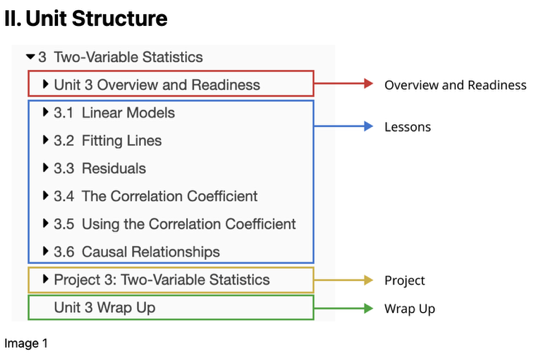 II. Unit Structure
3 Two-Variable Statistics
Unit 3 Overview and Readiness
Overview and Readiness
3.1 Linear Models
Lessons
3.2 Fitting Lines
3.3 Residuals
3.4 The Correlation Coefficient
3.5 Using the Correlation Coefficient
3.6 Causal Relationships
Project 3: Two-Variable Statistics
Project
Unit 3 Wrap Up
Wrap Up
Image 1